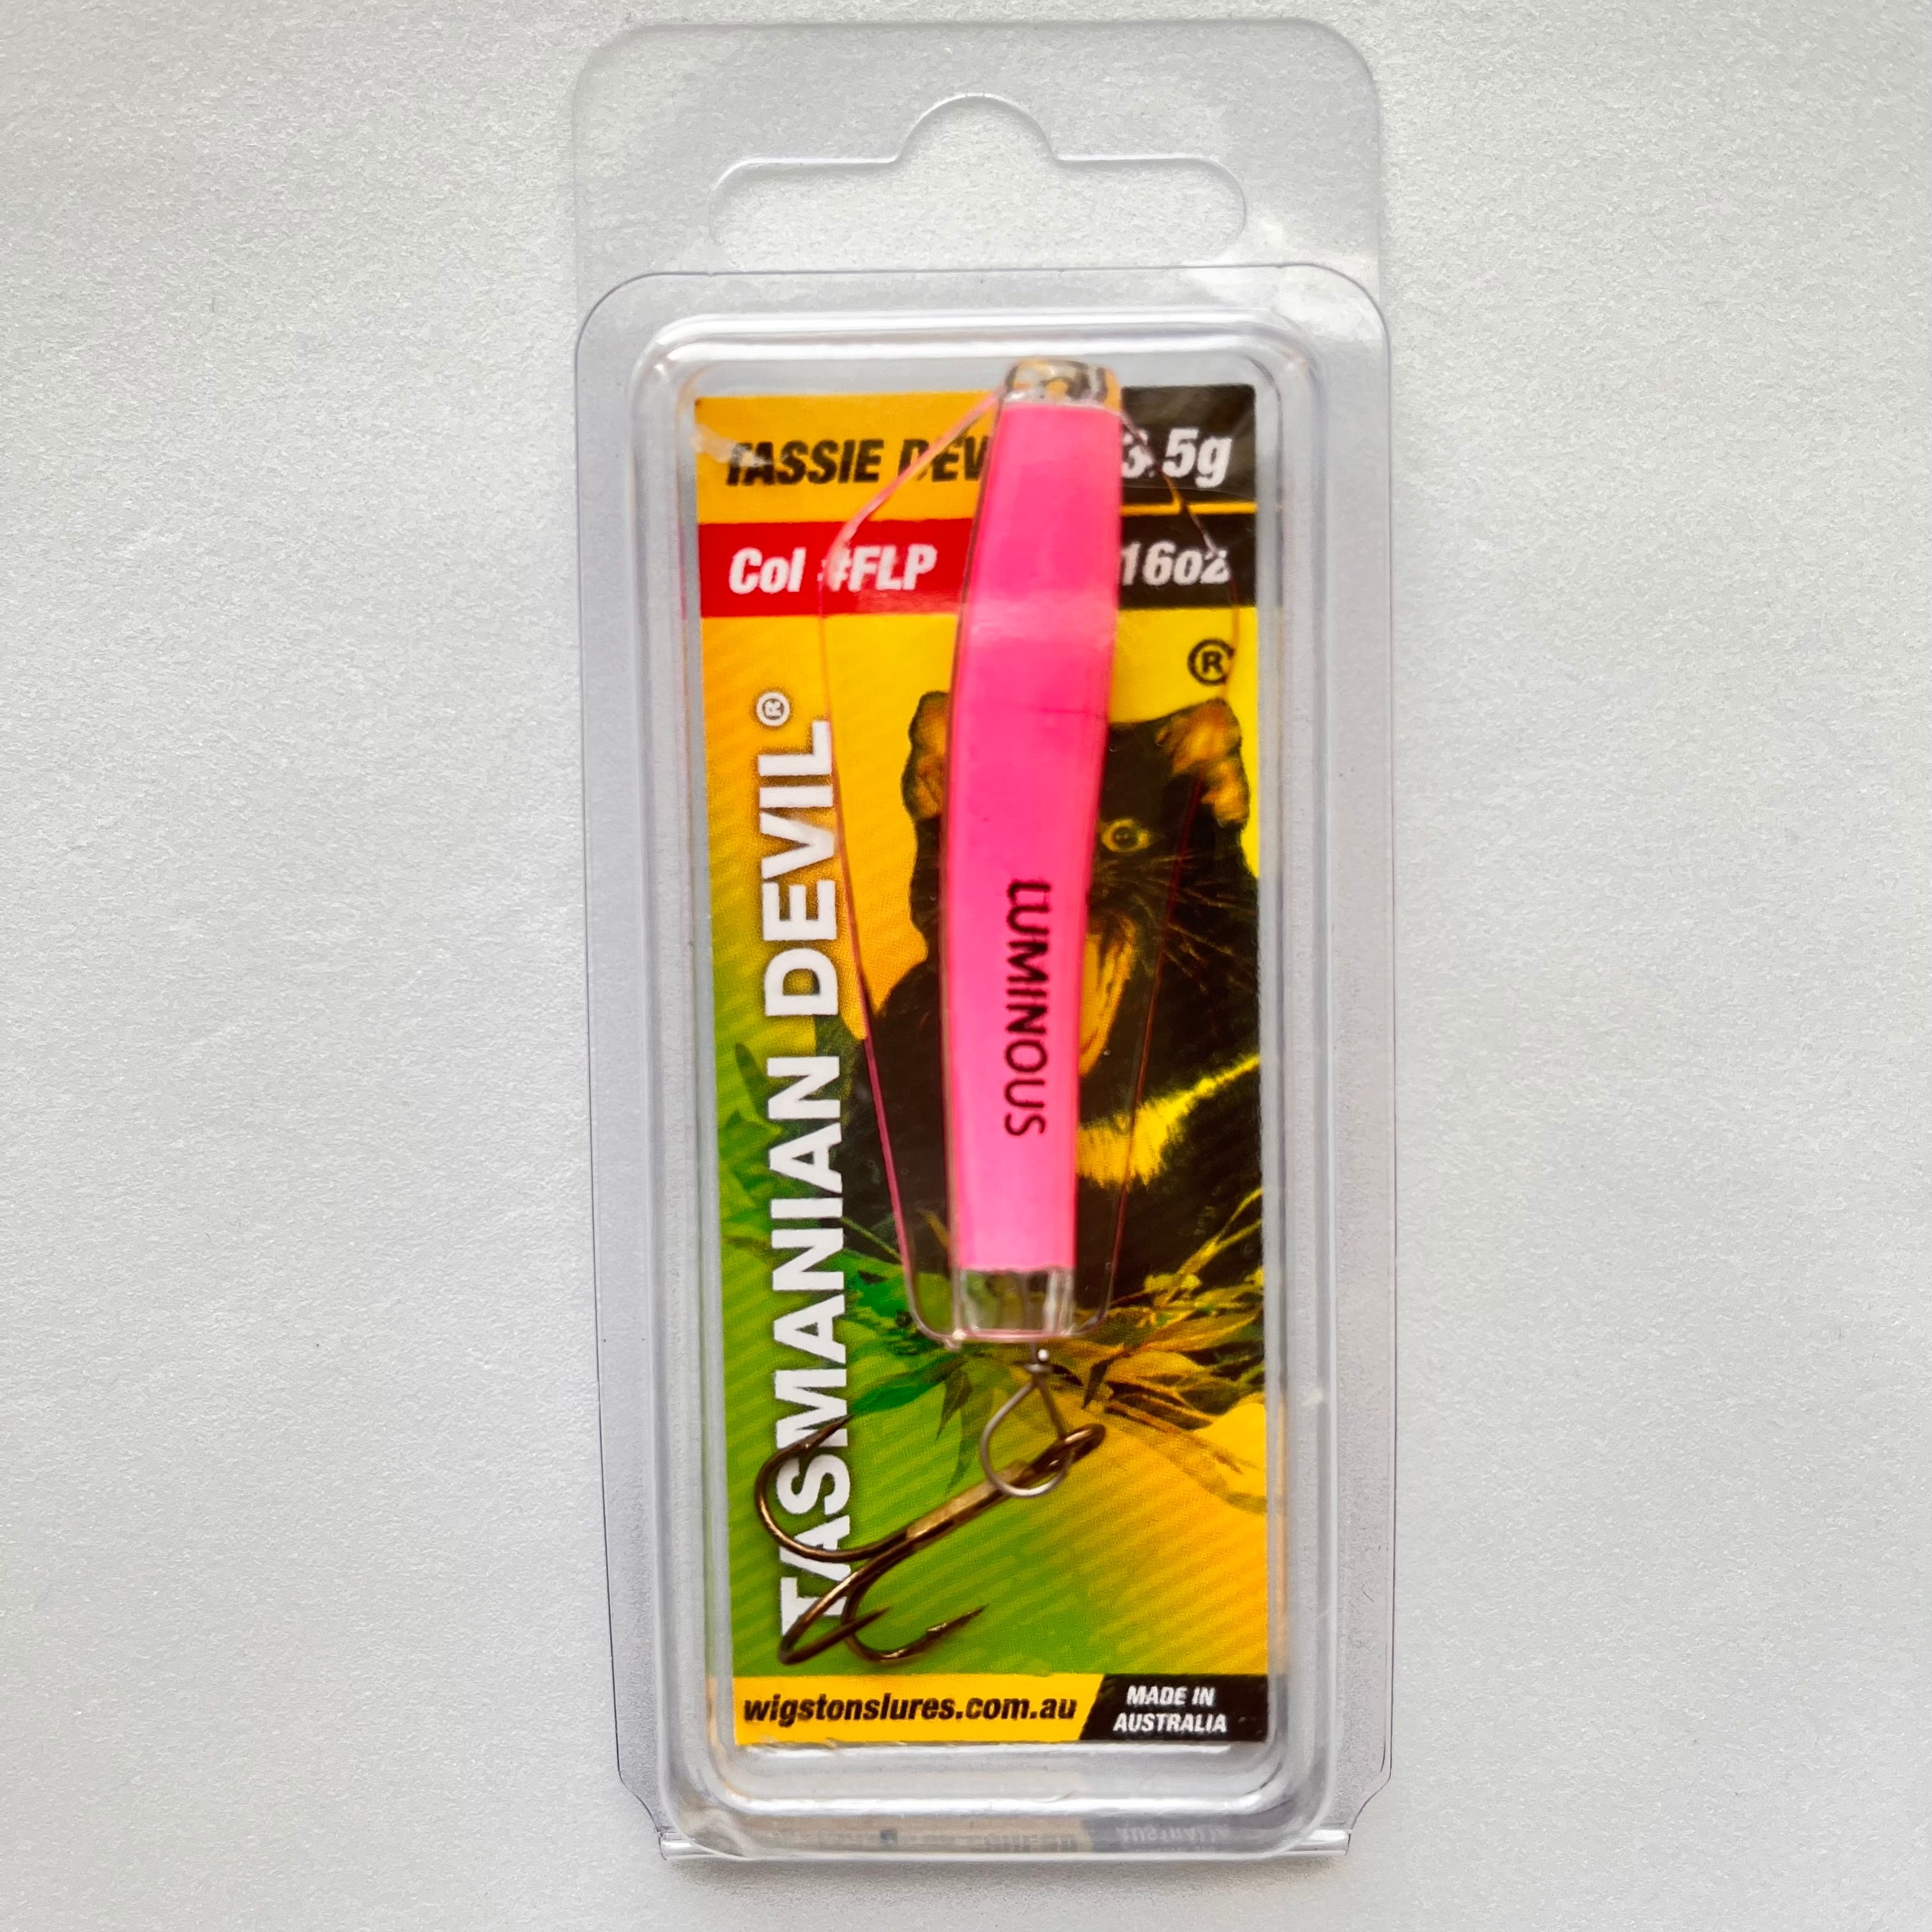 TASSIE DEV
3.5g
Col #FLP
16oz
®
TASMANIAN DEVIL®
LUMINOUS
wigstonslures.com.au
MADE IN
AUSTRALIA